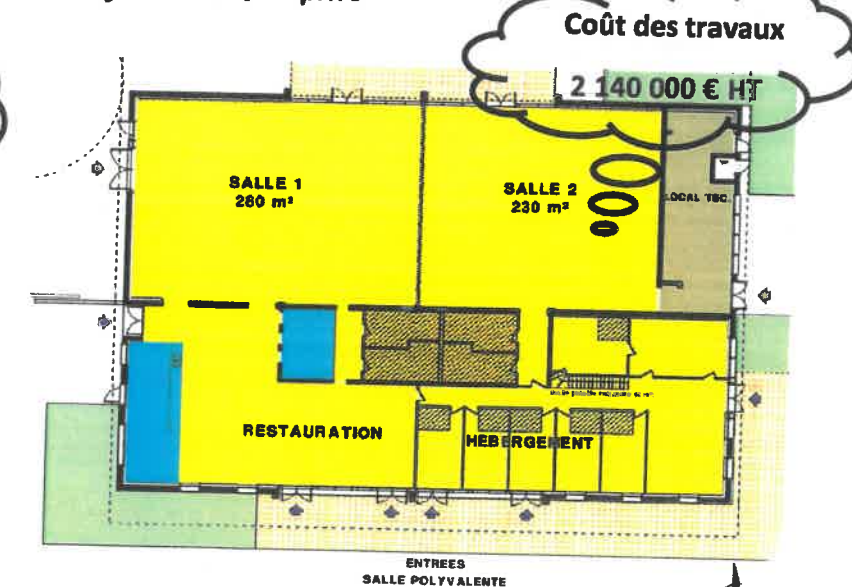 Coût des travaux
2 140 000 € HT
SALLE 1
260 m²
SALLE 2
230 m²
LOCAL TEC.
RESTAURATION
HEBERGEMENT
ENTREES
SALLE POLYVALENTE